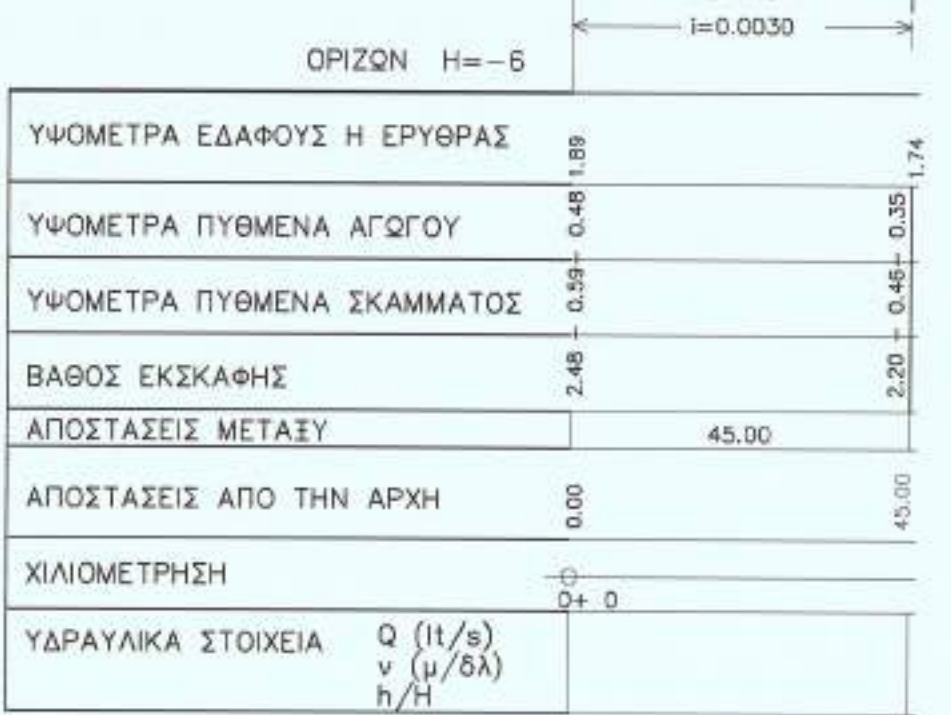 i=0.0030
ΟΡΙΖΩΝ H=-6
ΥΨΟΜΕΤΡΑ ΕΔΑΦΟΥΣ Η ΕΡΥΘΡΑΣ 1.89 1.74
ΥΨΟΜΕΤΡΑ ΠΥΘΜΕΝΑ ΑΓΩΓΟΥ - 0.48 - 0.35
ΥΨΟΜΕΤΡΑ ΠΥΘΜΕΝΑ ΣΚΑΜΜΑΤΟΣ - 0.59 - 0.46
ΒΑΘΟΣ ΕΚΣΚΑΦΗΣ 2.48 2.20
ΑΠΟΣΤΑΣΕΙΣ ΜΕΤΑΞΥ 45.00
ΑΠΟΣΤΑΣΕΙΣ ΑΠΟ ΤΗΝ ΑΡΧΗ 0.00 45.00
ΧΙΛΙΟΜΕΤΡΗΣΗ 0+ 0
ΥΔΡΑΥΛΙΚΑ ΣΤΟΙΧΕΙΑ Q (lt/s)
v (μ/δλ)
h/H